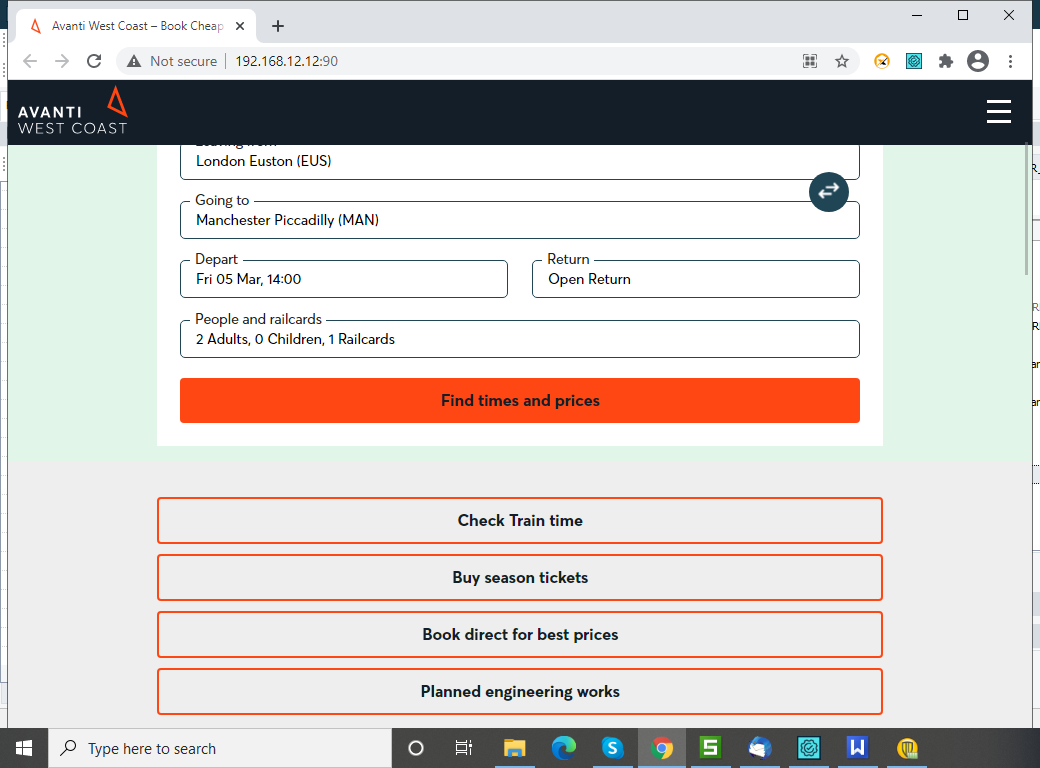 Avanti West Coast – Book Cheap
Not secure
192.168.12.12:90
AVANTI
WEST COAST
London Euston (EUS)
Going to
Manchester Piccadilly (MAN)
Depart
Return
Fri 05 Mar, 14:00
Open Return
People and railcards
2 Adults, 0 Children, 1 Railcards
Find times and prices
Check Train time
Buy season tickets
Book direct for best prices
Planned engineering works
Type here to search